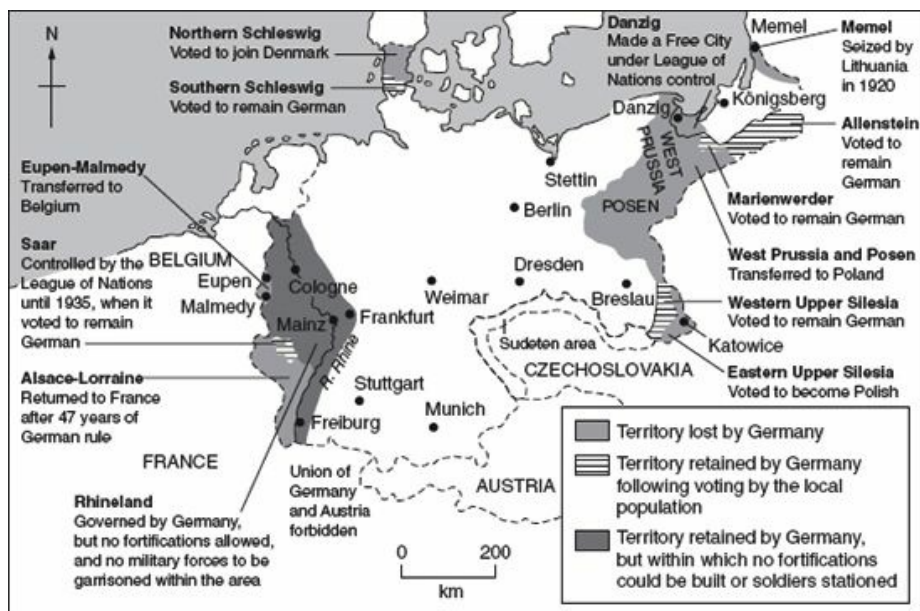 N
Northern Schleswig
Voted to join Denmark
Southern Schleswig
Voted to remain German
Danzig
Made a Free City
under League of
Nations control
Memel
Memel
Seized by
Lithuania
in 1920
Königsberg
Danzig
Allenstein
Voted to
remain
German
WEST
PRUSSIA
Stettin
Eupen-Malmedy
Transferred to
Belgium
Marienwerder
Voted to remain German
POSEN
Berlin
Saar
Controlled by the
League of Nations
until 1935, when it
voted to remain
German
BELGIUM
Eupen
Malmedy
Cologne
West Prussia and Posen
Transferred to Poland
Dresden
Weimar
Breslau
Western Upper Silesia
Voted to remain German
Mainz
Frankfurt
Katowice
Sudeten area
CZECHOSLOVAKIA
Eastern Upper Silesia
Voted to become Polish
R. Rhine
Alsace-Lorraine
Returned to France
after 47 years of
German rule
Stuttgart
Munich
Freiburg
FRANCE
Union of
Germany
and Austria
forbidden
AUSTRIA
Rhineland
Governed by Germany,
but no fortifications allowed,
and no military forces to be
garrisoned within the area
0 200
km
Territory lost by Germany
Territory retained by Germany
following voting by the local
population
Territory retained by Germany,
but within which no fortifications
could be built or soldiers stationed